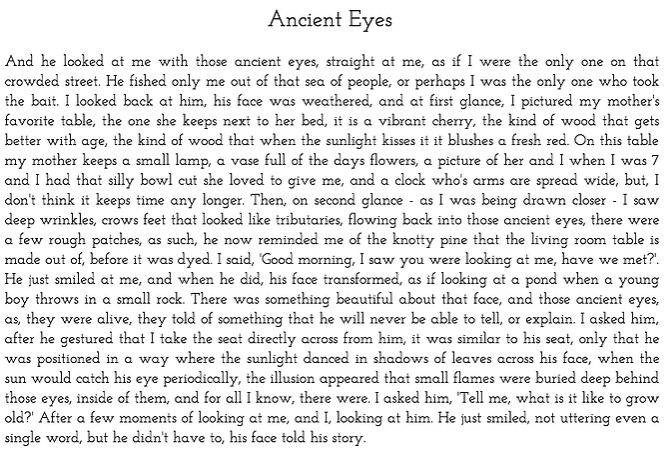 Ancient Eyes
And he looked at me with those ancient eyes, straight at me, as if I were the only one on that
crowded street. He fished only me out of that sea of people, or perhaps I was the only one who took
the bait. I looked back at him, his face was weathered, and at first glance, I pictured my mother's
favorite table, the one she keeps next to her bed, it is a vibrant cherry, the kind of wood that gets
better with age, the kind of wood that when the sunlight kisses it it blushes a fresh red. On this table
my mother keeps a small lamp, a vase full of the days flowers, a picture of her and I when I was 7
and I had that silly bowl cut she loved to give me, and a clock who's arms are spread wide, but, I
don't think it keeps time any longer. Then, on second glance - as I was being drawn closer - I saw
deep wrinkles, crows feet that looked like tributaries, flowing back into those ancient eyes, there were
a few rough patches, as such, he now reminded me of the knotty pine that the living room table is
made out of, before it was dyed. I said, 'Good morning, I saw you were looking at me, have we met?'.
He just smiled at me, and when he did, his face transformed, as if looking at a pond when a young
boy throws in a small rock. There was something beautiful about that face, and those ancient eyes,
as, they were alive, they told of something that he will never be able to tell, or explain. I asked him,
after he gestured that I take the seat directly across from him, it was similar to his seat, only that he
was positioned in a way where the sunlight danced in shadows of leaves across his face, when the
sun would catch his eye periodically, the illusion appeared that small flames were buried deep behind
those eyes, inside of them, and for all I know, there were. I asked him, 'Tell me, what is it like to grow
old?' After a few moments of looking at me, and I, looking at him. He just smiled, not uttering even a
single word, but he didn't have to, his face told his story.